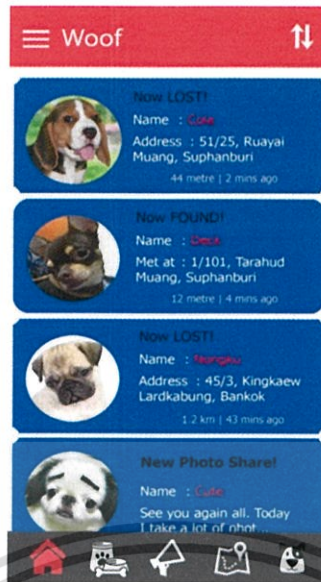 Woof
Now LOST!
Name : Cute
Address : 51/25, Ruayai
Muang, Suphanburi
44 metre | 2 mins ago
Now FOUND!
Name : Deck
Met at : 1/101, Tarahud
Muang, Suphanburi
12 metre | 4 mins ago
Now LOST!
Name :
Address : 45/3, Kingkaew
Lardkabung, Bankok
1.2 km | 43 mins ago
New Photo Share!
Name : Cute
See you again all. Today
I take a lot of phot...